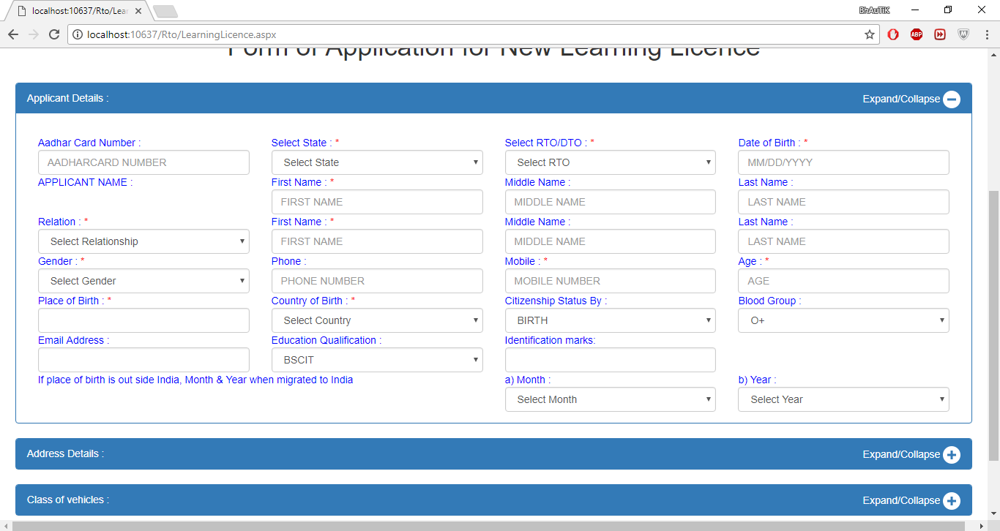 localhost:10637/Rto/Lea
BhAuTiK
localhost:10637/Rto/LearningLicence.aspx
ABP
Form of Application for New Learning Licence
Applicant Details : Expand/Collapse
Aadhar Card Number : Select State : * Select RTO/DTO : * Date of Birth : *
AADHARCARD NUMBER Select State Select RTO MM/DD/YYYY
APPLICANT NAME : First Name : * Middle Name : Last Name :
FIRST NAME MIDDLE NAME LAST NAME
Relation : * First Name : * Middle Name : Last Name :
Select Relationship FIRST NAME MIDDLE NAME LAST NAME
Gender : * Phone : Mobile : * Age : *
Select Gender PHONE NUMBER MOBILE NUMBER AGE
Place of Birth : * Country of Birth : * Citizenship Status By : Blood Group :
Select Country BIRTH O+
Email Address : Education Qualification : Identification marks:
BSCIT
If place of birth is out side India, Month & Year when migrated to India a) Month : b) Year :
Select Month Select Year
Address Details : Expand/Collapse
Class of vehicles : Expand/Collapse